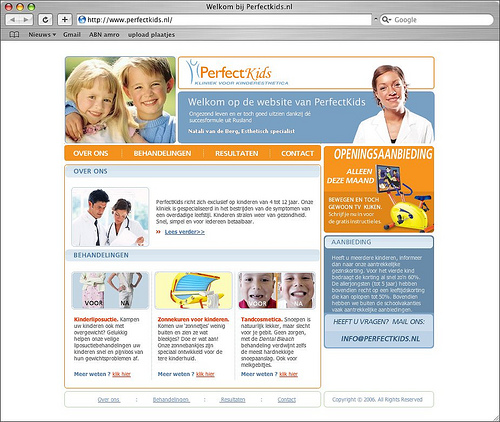 Welkom bij Perfectkids.nl
http://www.perfectkids.nl/
Google
Nieuws Gmail ABN amro upload plaatjes
PerfectKids
KLINIEK VOOR KINDERESTHETICA
Welkom op de website van PerfectKids
Ongezond leven en er toch goed uitzien dankzij dé
succesformule uit Rusland
Natali van de Berg, Esthetisch specialist
OVER ONS BEHANDELINGEN RESULTATEN CONTACT
OPENINGSAANBIEDING
ALLEEN
DEZE MAAND
BEWEGEN EN TOCH
GEWOON TV KIJKEN.
Schrijf je nu in voor
de gratis instructieles.
OVER ONS
PerfectKids richt zich exclusief op kinderen van 4 tot 12 jaar. Onze
kliniek is gespecialiseerd in het bestrijden van de symptomen van
een overdadige leefstijl. Kinderen stralen weer van gezondheid.
Snel, simpel en voor iedereen betaalbaar.
» Lees verder>>
BEHANDELINGEN
VOOR NA
VOOR NA
Kinderliposuctie. Kampen
uw kinderen ook met
overgewicht? Gelukkig
helpen onze veilige
liposuctiebehandelingen uw
kinderen snel en pijnloos van
hun gewichtsproblemen af.
Meer weten ? klik hier
Zonnekuren voor kinderen.
Komen uw 'zonnetjes' weinig
buiten en zien ze wat
bleekjes? Doe er wat aan!
Onze zonnebankjes zijn
speciaal ontwikkeld voor de
tere kinderhuid.
Meer weten ? klik hier
Tandcosmetica. Snoepen is
natuurlijk lekker, maar slecht
voor je gebit. Geen zorgen,
met de Dental Bleach
behandeling verdwijnt zelfs
de meest hardnekkige
snoepaanslag. Ook voor
melkgebitjes.
Meer weten ? klik hier
AANBIEDING
Heeft u meerdere kinderen, informeer
dan naar onze aantrekkelijke
gezinskorting. Voor het vierde kind
bedraagt de korting al snel zo'n 60%.
De allerjongsten (tot 5 jaar) hebben
bovendien recht op een leeftijdskorting
die kan oplopen tot 50%. Bovendien
hebben we buiten de schoolvakanties
vaak aantrekkelijke aanbiedingen.
HEEFT U VRAGEN? MAIL ONS:
INFO@PERFECTKIDS.NL
Over ons : Behandelingen : Resultaten : Contact
Copyright © 2006. All Rights Reserved